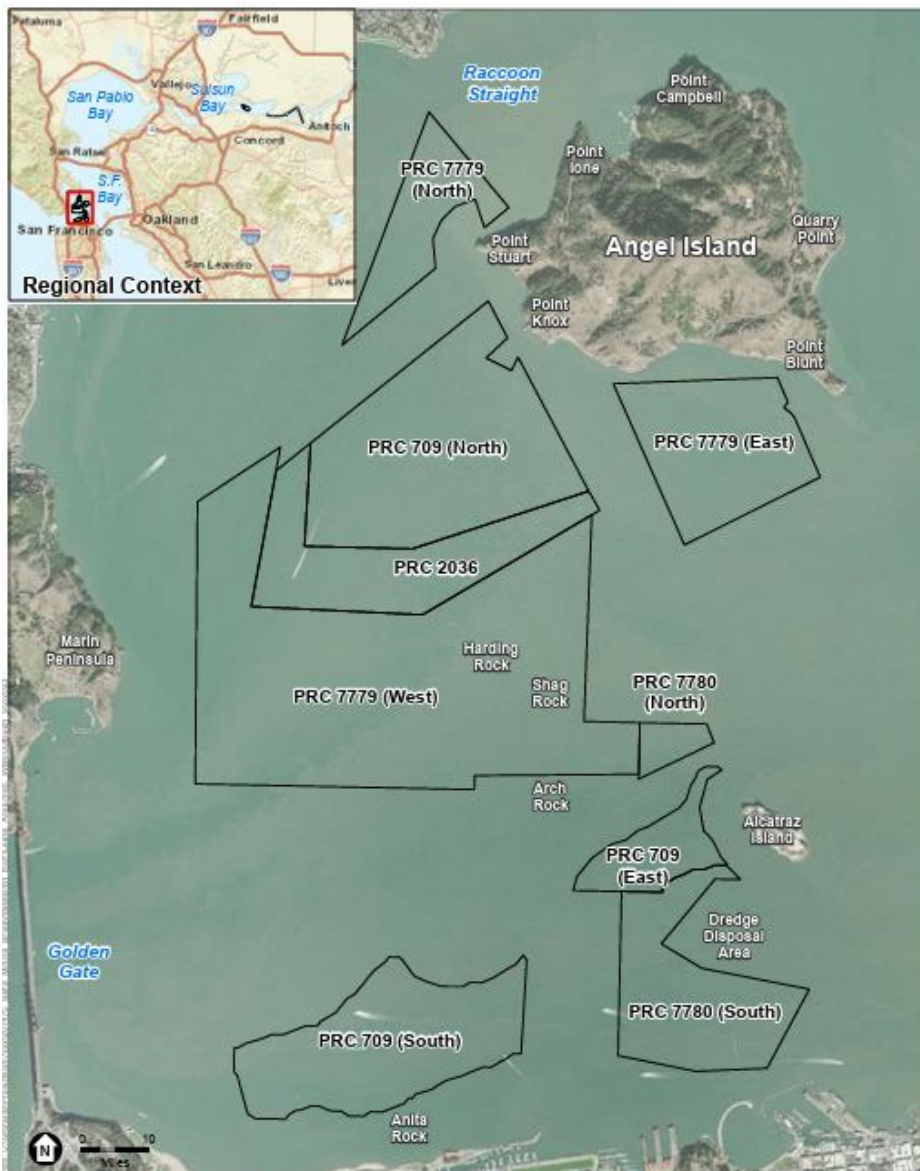 Petaluma
Fairfield
80
Vallejo
San Pablo
Bay
Suisun
Bay
Antioch
Concord
San Rafael
S.F.
Bay
Oakland
San Francisco
San Leandro
Liver
Regional Context
Raccoon
Straight
Point
Campbell
PRC 7779
(North)
Point
Ione
Point
Stuart
Angel Island
Quarry
Point
Point
Knox
Point
Blunt
PRC 709 (North)
PRC 7779 (East)
PRC 2036
Marin
Peninsula
Harding
Rock
PRC 7779 (West)
Shag
Rock
PRC 7780
(North)
Arch
Rock
Alcatraz
Island
PRC 709
(East)
Dredge
Disposal
Area
Golden
Gate
PRC 709 (South)
PRC 7780 (South)
Anita
Rock
N
0 10
Miles